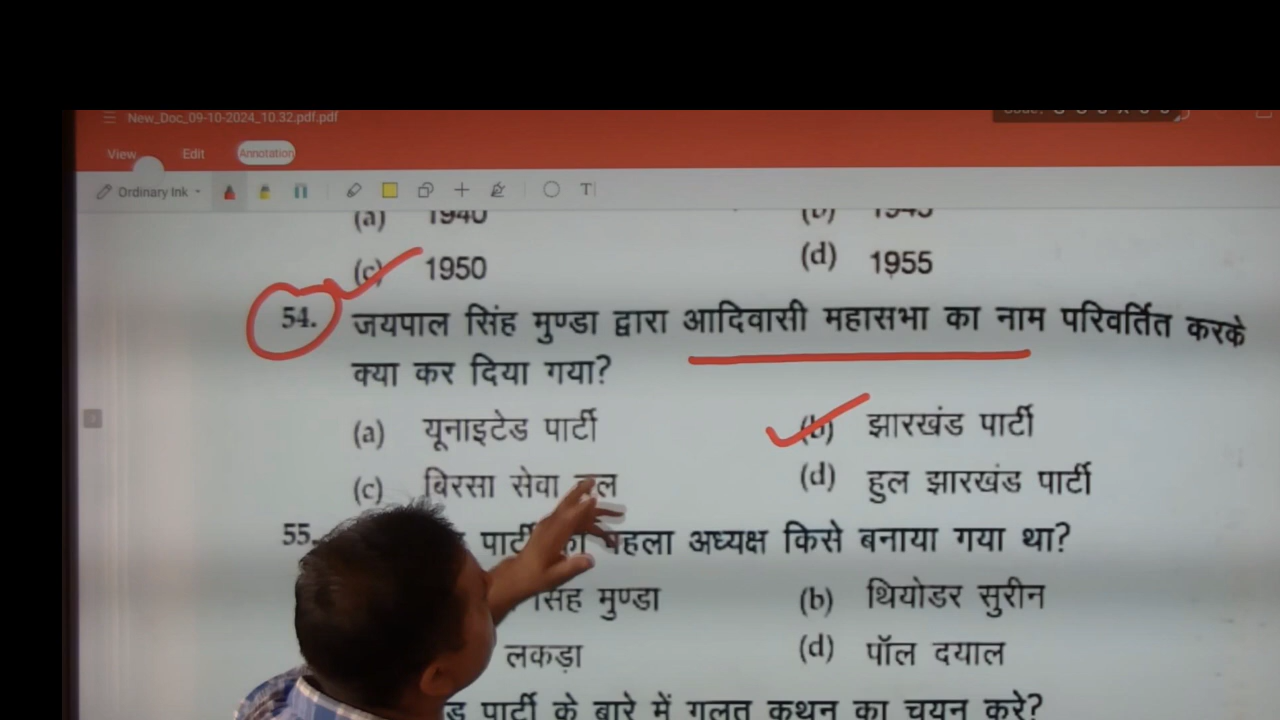 New_Doc_09-10-2024_10.32.pdf.pdf
View Edit Annotation
Ordinary Ink T
(a) 1940 (b) 1945
(c) 1950 (d) 1955
54. जयपाल सिंह मुण्डा द्वारा आदिवासी महासभा का नाम परिवर्तित करके
क्या कर दिया गया?
(a) यूनाइटेड पार्टी (b) झारखंड पार्टी
(c) बिरसा सेवा दल (d) हुल झारखंड पार्टी
55. पार्टी का पहला अध्यक्ष किसे बनाया गया था?
सिंह मुण्डा (b) थियोडर सुरीन
लकड़ा (d) पॉल दयाल
पार्टी के बारे में गलत कथन का चयन करे?